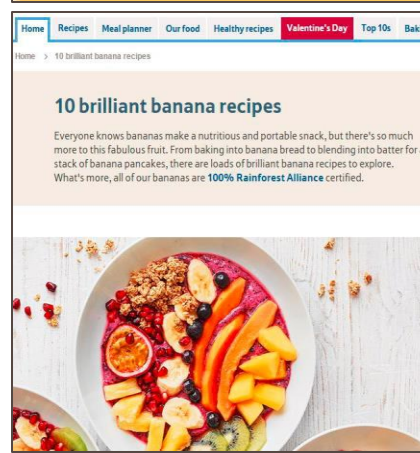 Home Recipes Meal planner Our food Healthy recipes Valentine's Day Top 10s
Home > 10 brilliant banana recipes
10 brilliant banana recipes
Everyone knows bananas make a nutritious and portable snack, but there's so much
more to this fabulous fruit. From baking into banana bread to blending into batter for
stack of banana pancakes, there are loads of brilliant banana recipes to explore.
What's more, all of our bananas are 100% Rainforest Alliance certified.